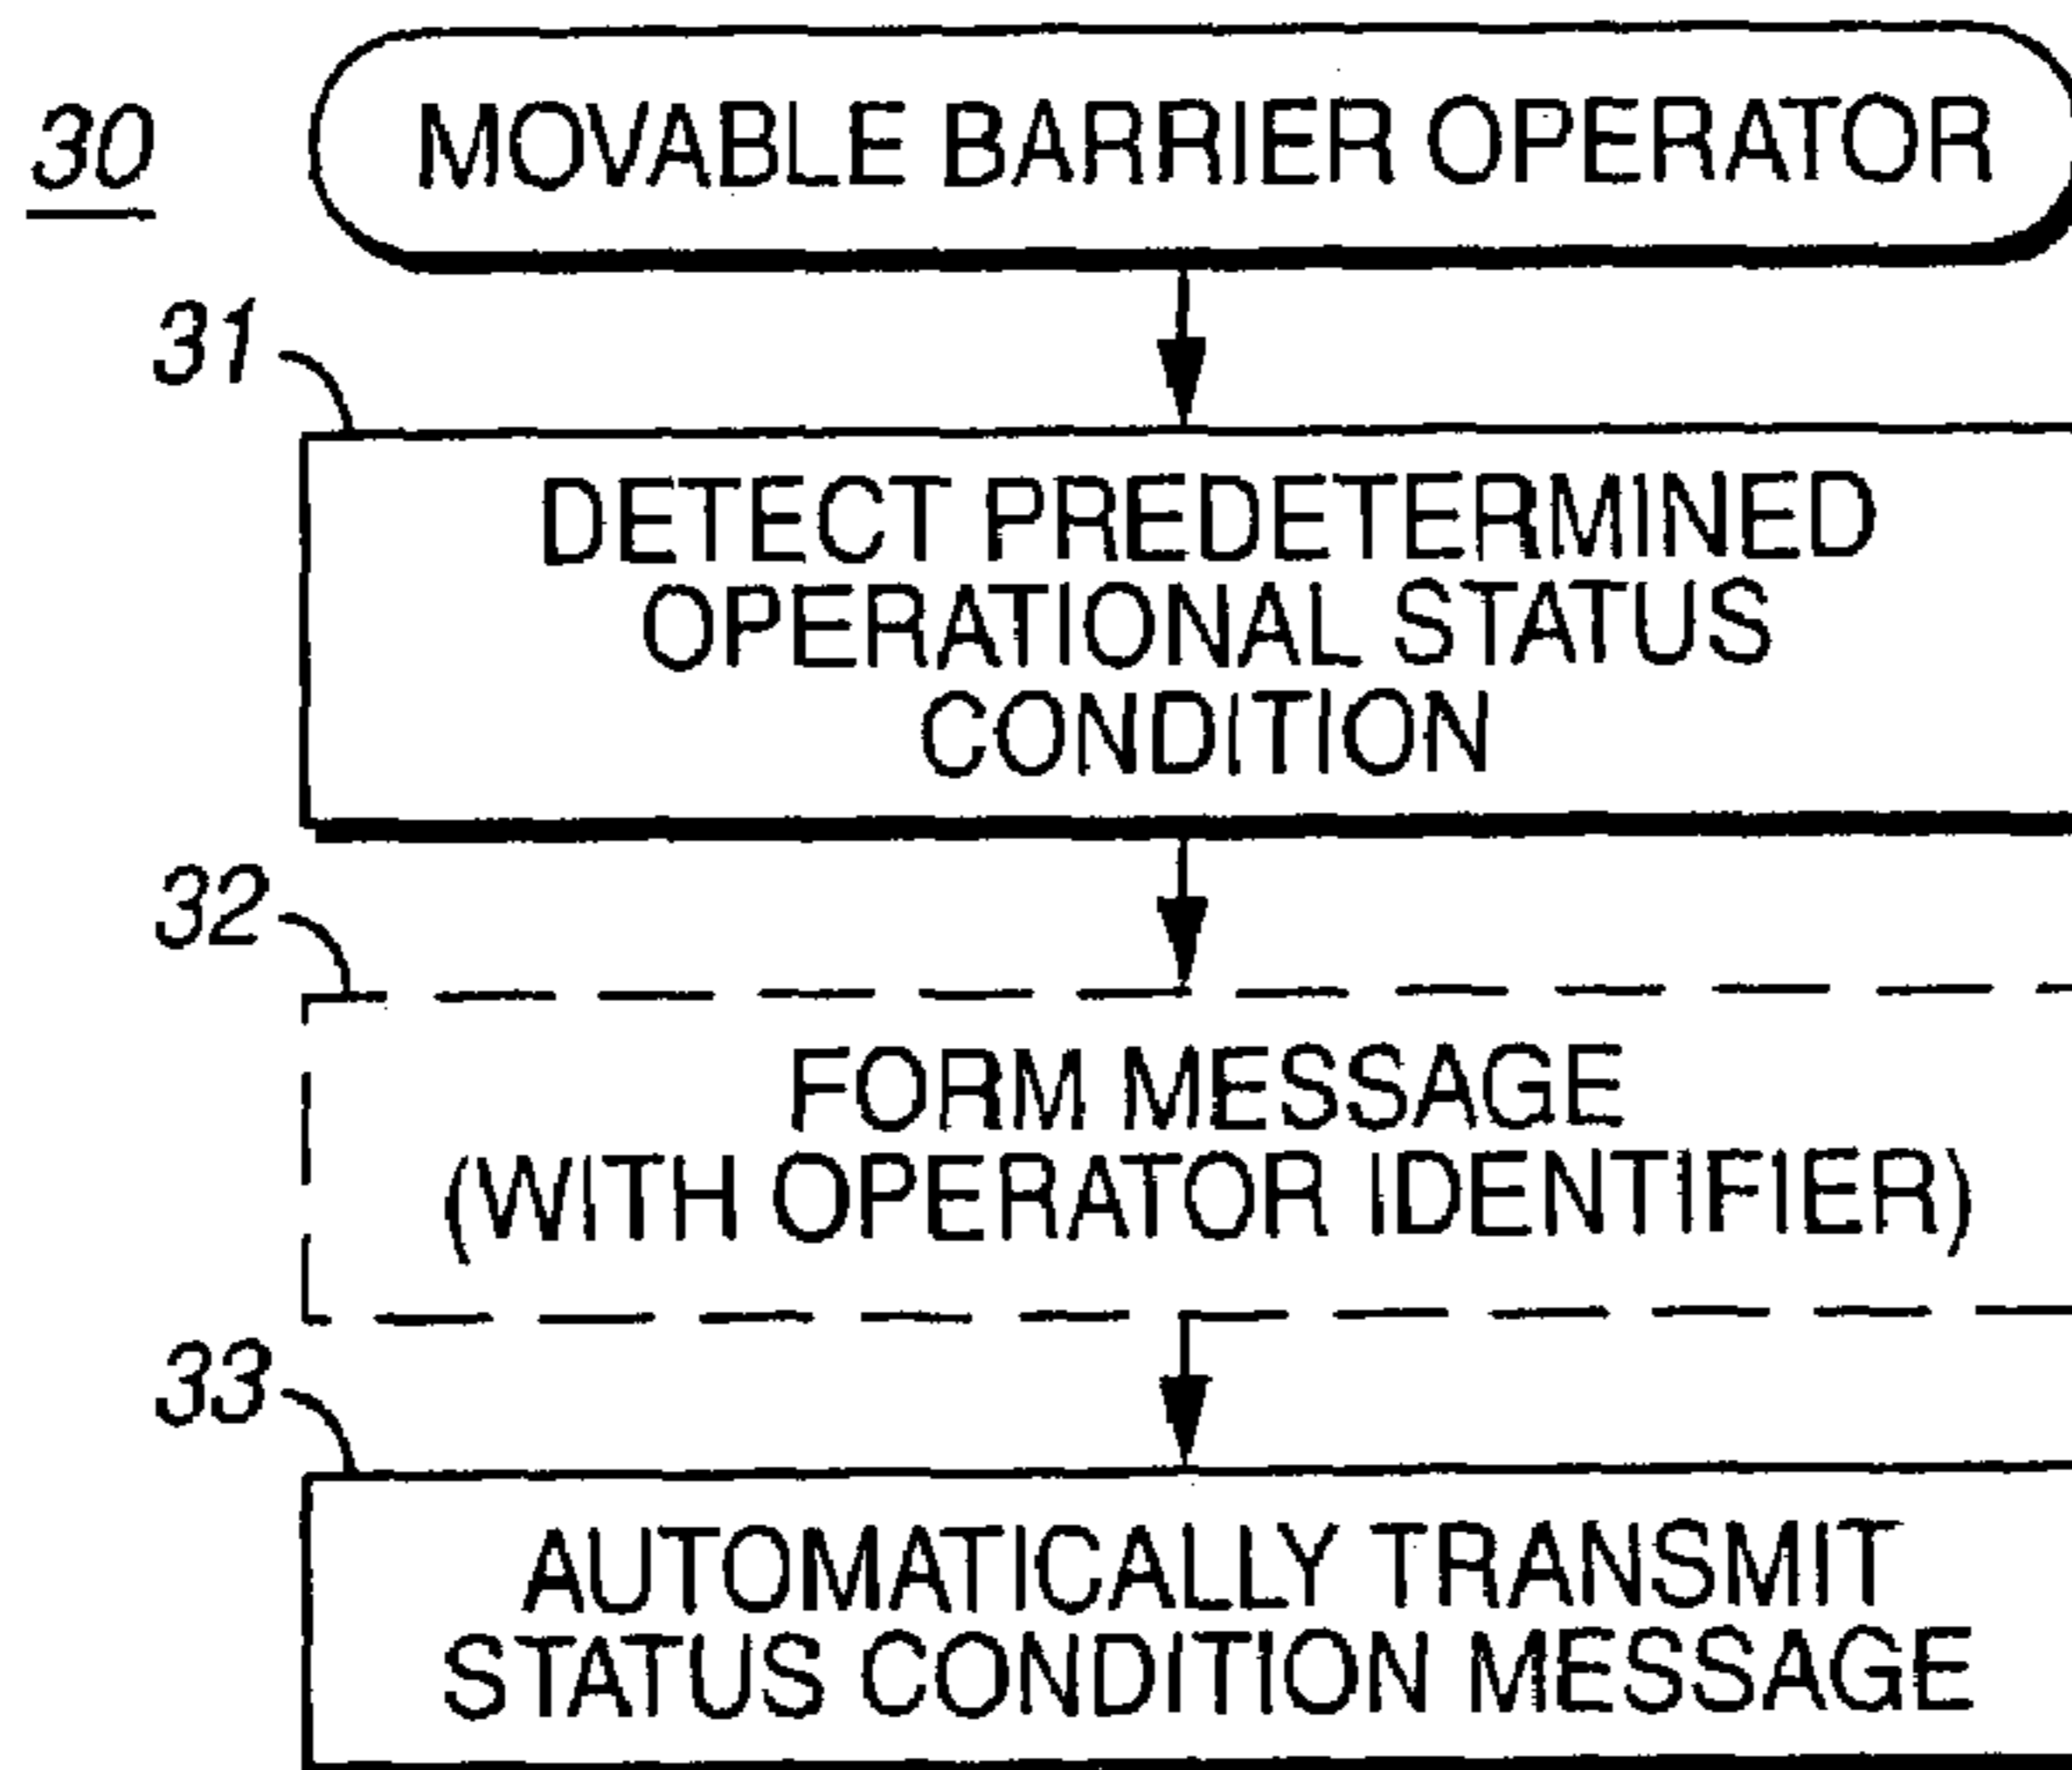 30
MOVABLE BARRIER OPERATOR
31
DETECT PREDETERMINED
OPERATIONAL STATUS
CONDITION
32
FORM MESSAGE
(WITH OPERATOR IDENTIFIER)
33
AUTOMATICALLY TRANSMIT
STATUS CONDITION MESSAGE